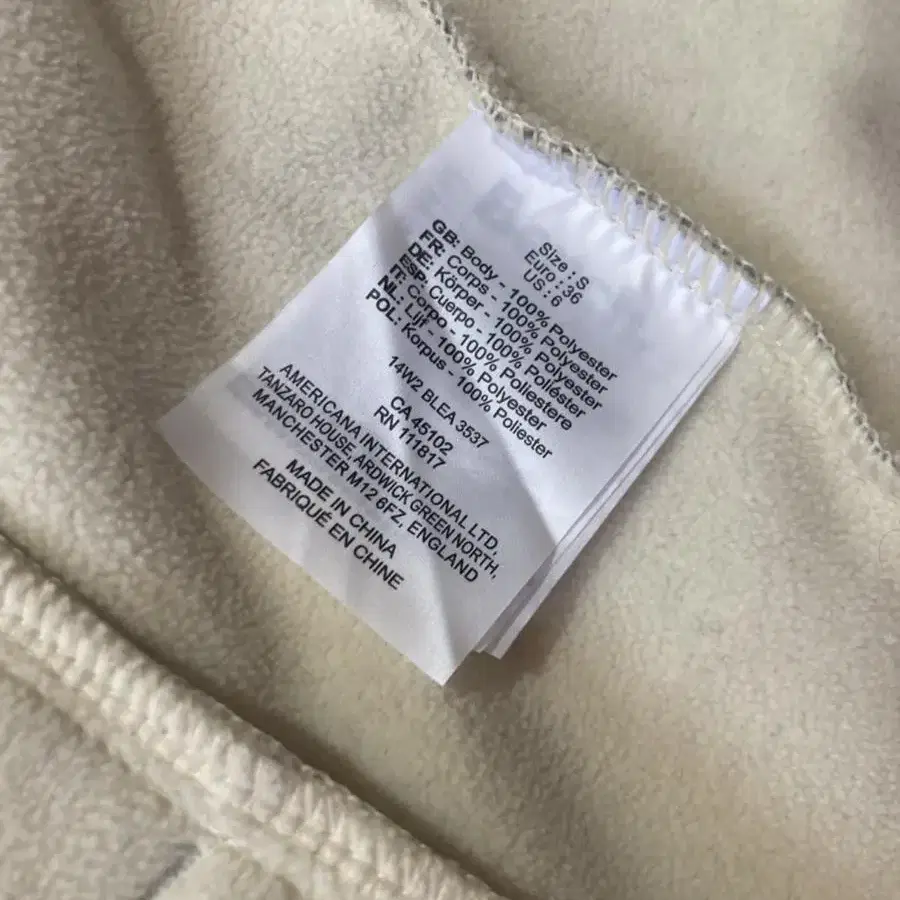 Size : S
Euro : 36
US : 6
GB: Body - 100% Polyester
FR: Corps - 100% Polyester
DE: Körper - 100% Polyester
ESP: Cuerpo - 100% Poliéster
IT: Corpo - 100% Poliestere
NL: Lijf - 100% Polyester
POL: Korpus - 100% Poliester
14W2 BLEA 3537
CA 45102
RN 111817
AMERICANA INTERNATIONAL LTD,
TANZARO HOUSE ARDWICK GREEN NORTH,
MANCHESTER M12 6FZ, ENGLAND
MADE IN CHINA
FABRIQUÉ EN CHINE